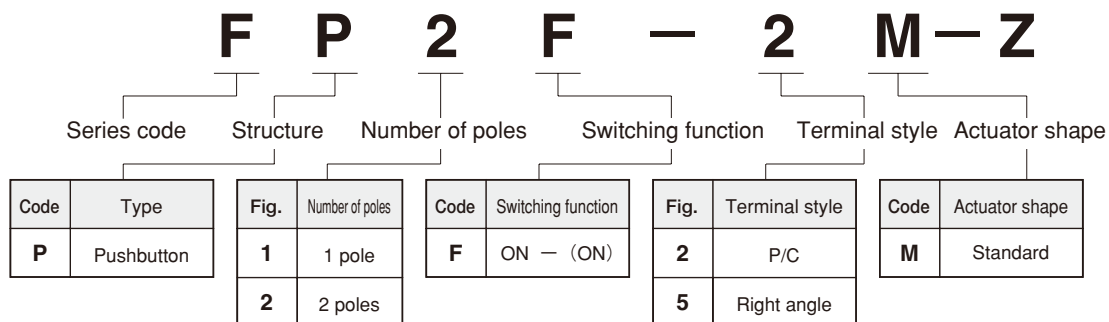 F P 2 F － 2 M － Z
Series code Structure Number of poles Switching function Terminal style Actuator shape
Code Type
P Pushbutton
Fig. Number of poles
1 1 pole
2 2 poles
Code Switching function
F ON － (ON)
Fig. Terminal style
2 P/C
5 Right angle
Code Actuator shape
M Standard